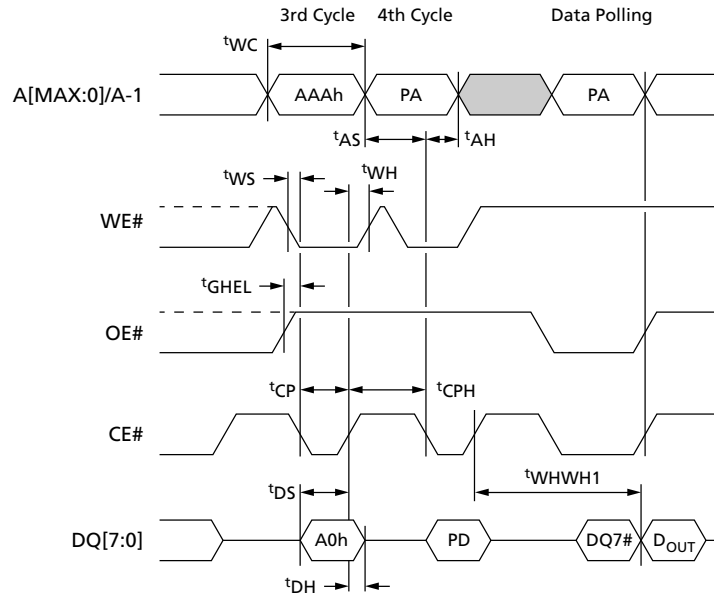 3rd Cycle 4th Cycle Data Polling
tWC
A[MAX:0]/A-1 AAAh PA PA
tAS tAH
tWS tWH
WE#
tGHEL
OE#
tCP tCPH
CE#
tWHWH1
tDS
DQ[7:0] A0h PD DQ7# DOUT
tDH